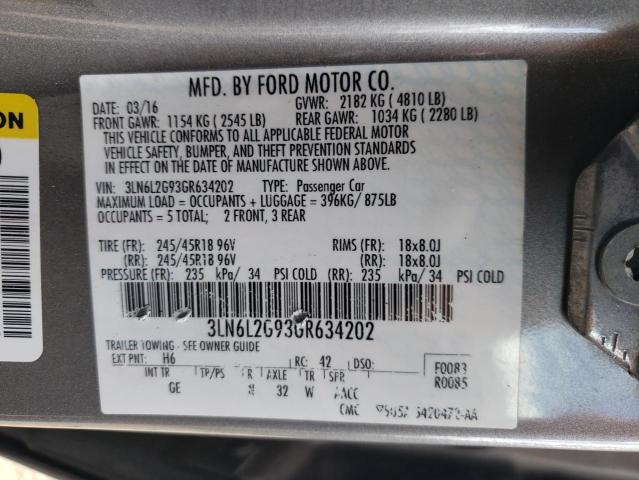 ON
MFD. BY FORD MOTOR CO.
DATE: 03/16 GVWR: 2182 KG ( 4810 LB)
FRONT GAWR: 1154 KG ( 2545 LB) REAR GAWR: 1034 KG ( 2280 LB)
THIS VEHICLE CONFORMS TO ALL APPLICABLE FEDERAL MOTOR
VEHICLE SAFETY, BUMPER, AND THEFT PREVENTION STANDARDS
IN EFFECT ON THE DATE OF MANUFACTURE SHOWN ABOVE.
VIN: 3LN6L2G93GR634202 TYPE: Passenger Car
MAXIMUM LOAD = OCCUPANTS + LUGGAGE = 396KG/ 875LB
OCCUPANTS = 5 TOTAL: 2 FRONT, 3 REAR
TIRE (FR): 245/45R18 96V RIMS (FR): 18x8.0J
(RR): 245/45R18 96V (RR): 18x8.0J
PRESSURE (FR): 235 kPa/ 34 PSI COLD (RR): 235 kPa/ 34 PSI COLD
3LN6L2G93GR634202
TRAILER TOWING - SEE OWNER GUIDE
EXT PNT: H6 RC: 42 DSO: F0083
INT TR TP/PS R AXLE TR SPR R0085
GE 32 W ACC
CMC